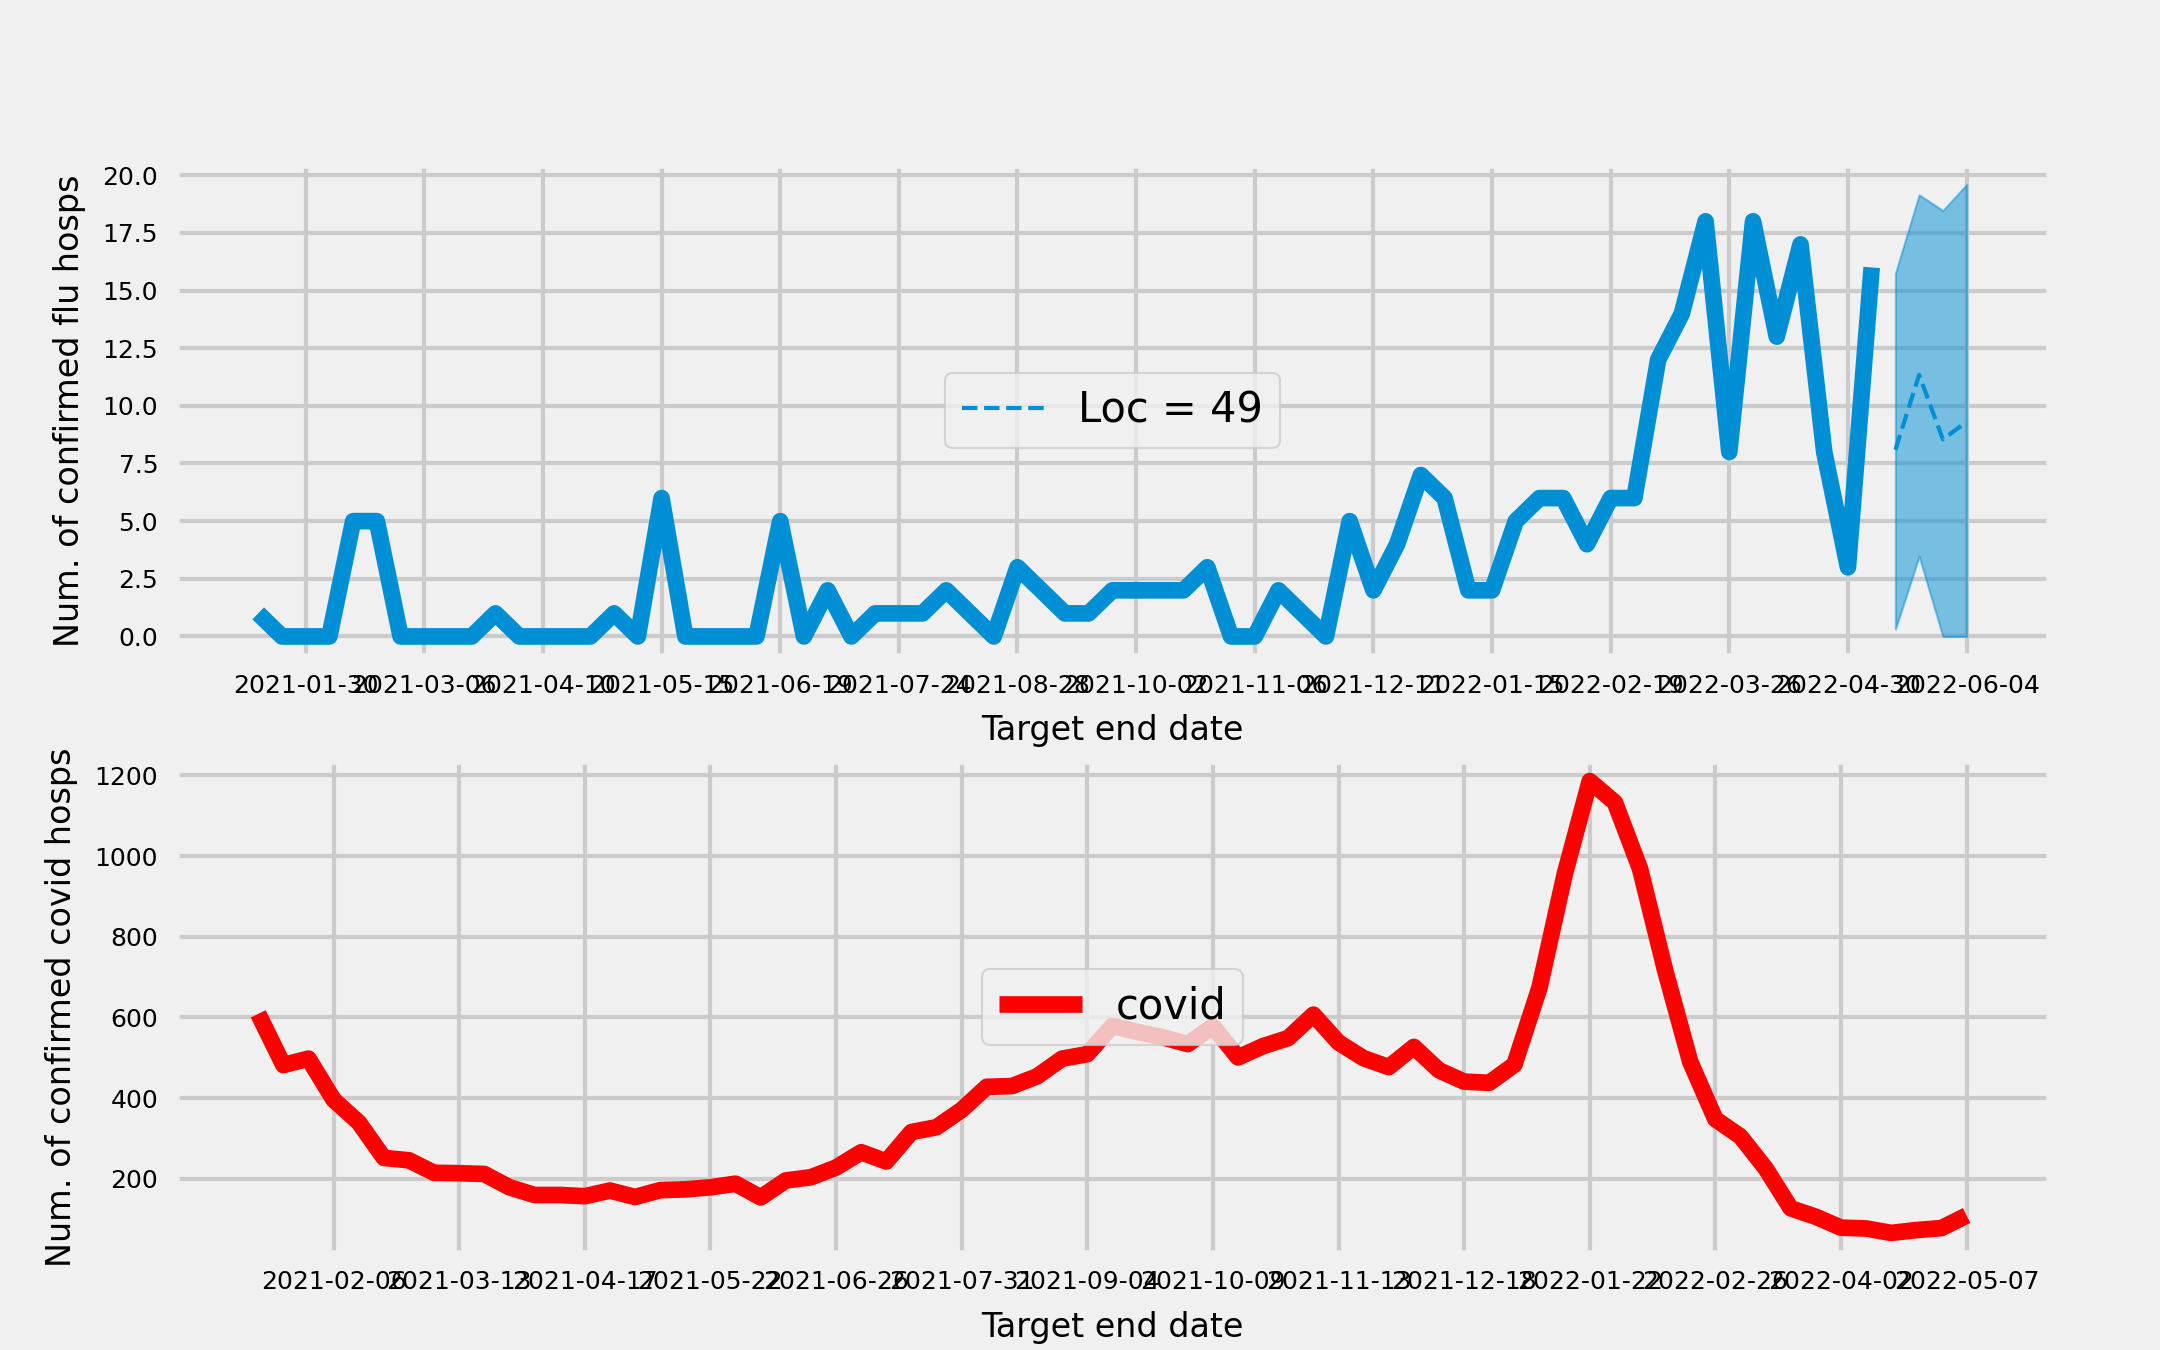 Num. of confirmed flu hosps
20.0
17.5
15.0
12.5
10.0
7.5
5.0
2.5
0.0
Loc = 49
2021-01-30 2021-03-06 2021-04-10 2021-05-15 2021-06-19 2021-07-24 2021-08-28 2021-10-02 2021-11-06 2021-12-11 2022-01-15 2022-02-19 2022-03-26 2022-04-30 2022-06-04
Target end date
Num. of confirmed covid hosps
1200
1000
800
600
400
200
covid
2021-02-06 2021-03-13 2021-04-17 2021-05-22 2021-06-26 2021-07-31 2021-09-04 2021-10-09 2021-11-13 2021-12-18 2022-01-22 2022-02-26 2022-04-02 2022-05-07
Target end date